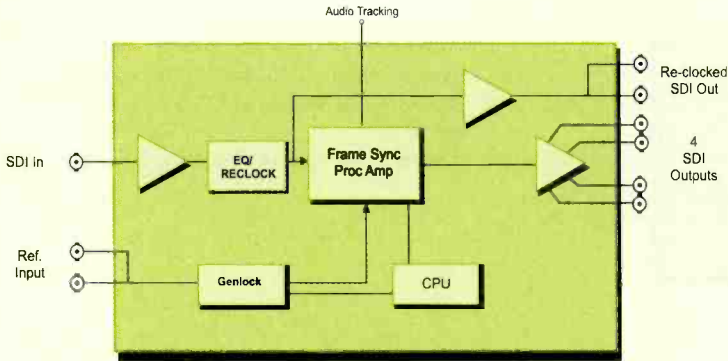 Audio Tracking
Re-clocked
SDI Out
SDI in
EQ/
RECLOCK
Frame Sync
Proc Amp
4
SDI
Outputs
Ref.
Input
Genlock
CPU